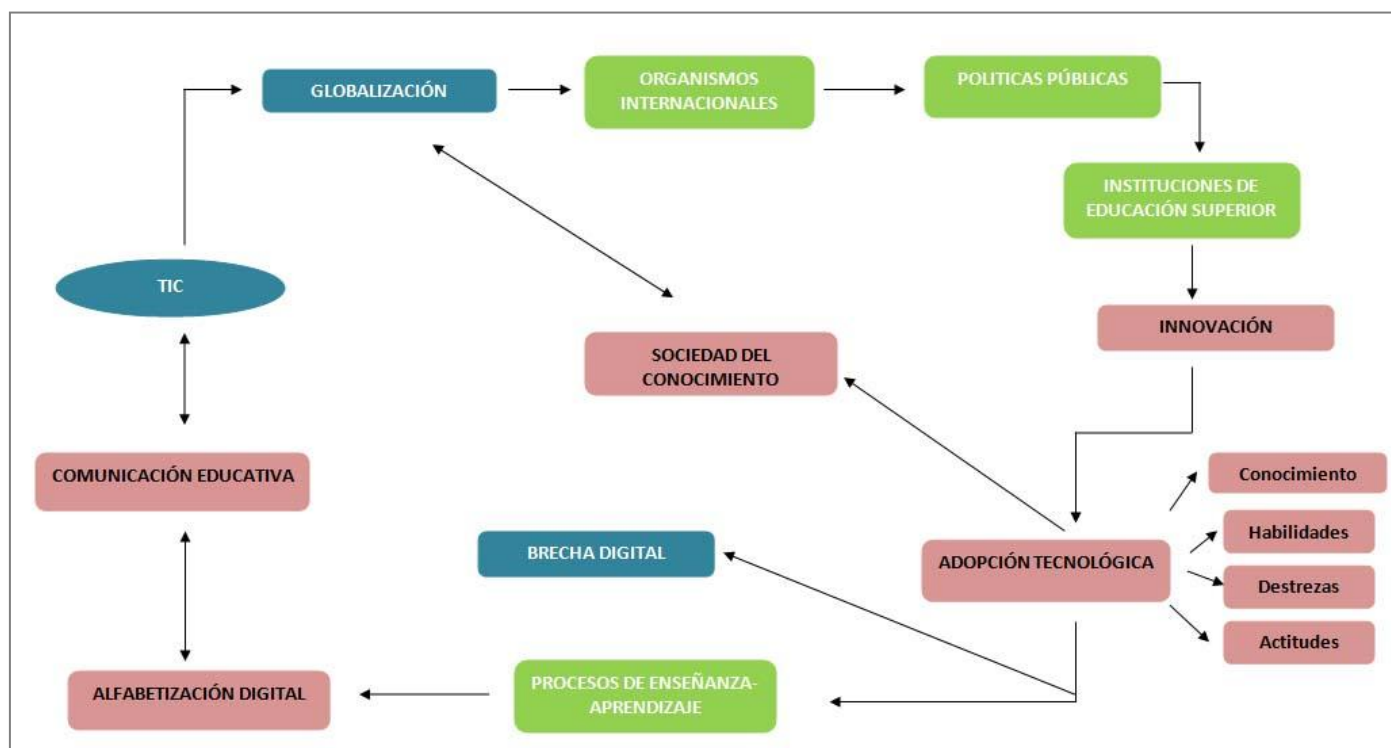 GLOBALIZACIÓN
ORGANISMOS
INTERNACIONALES
POLITICAS PÚBLICAS
INSTITUCIONES DE
EDUCACIÓN SUPERIOR
TIC
INNOVACIÓN
SOCIEDAD DEL
CONOCIMIENTO
COMUNICACIÓN EDUCATIVA
Conocimiento
Habilidades
BRECHA DIGITAL
ADOPCIÓN TECNOLÓGICA
Destrezas
Actitudes
ALFABETIZACIÓN DIGITAL
PROCESOS DE ENSEÑANZA-
APRENDIZAJE